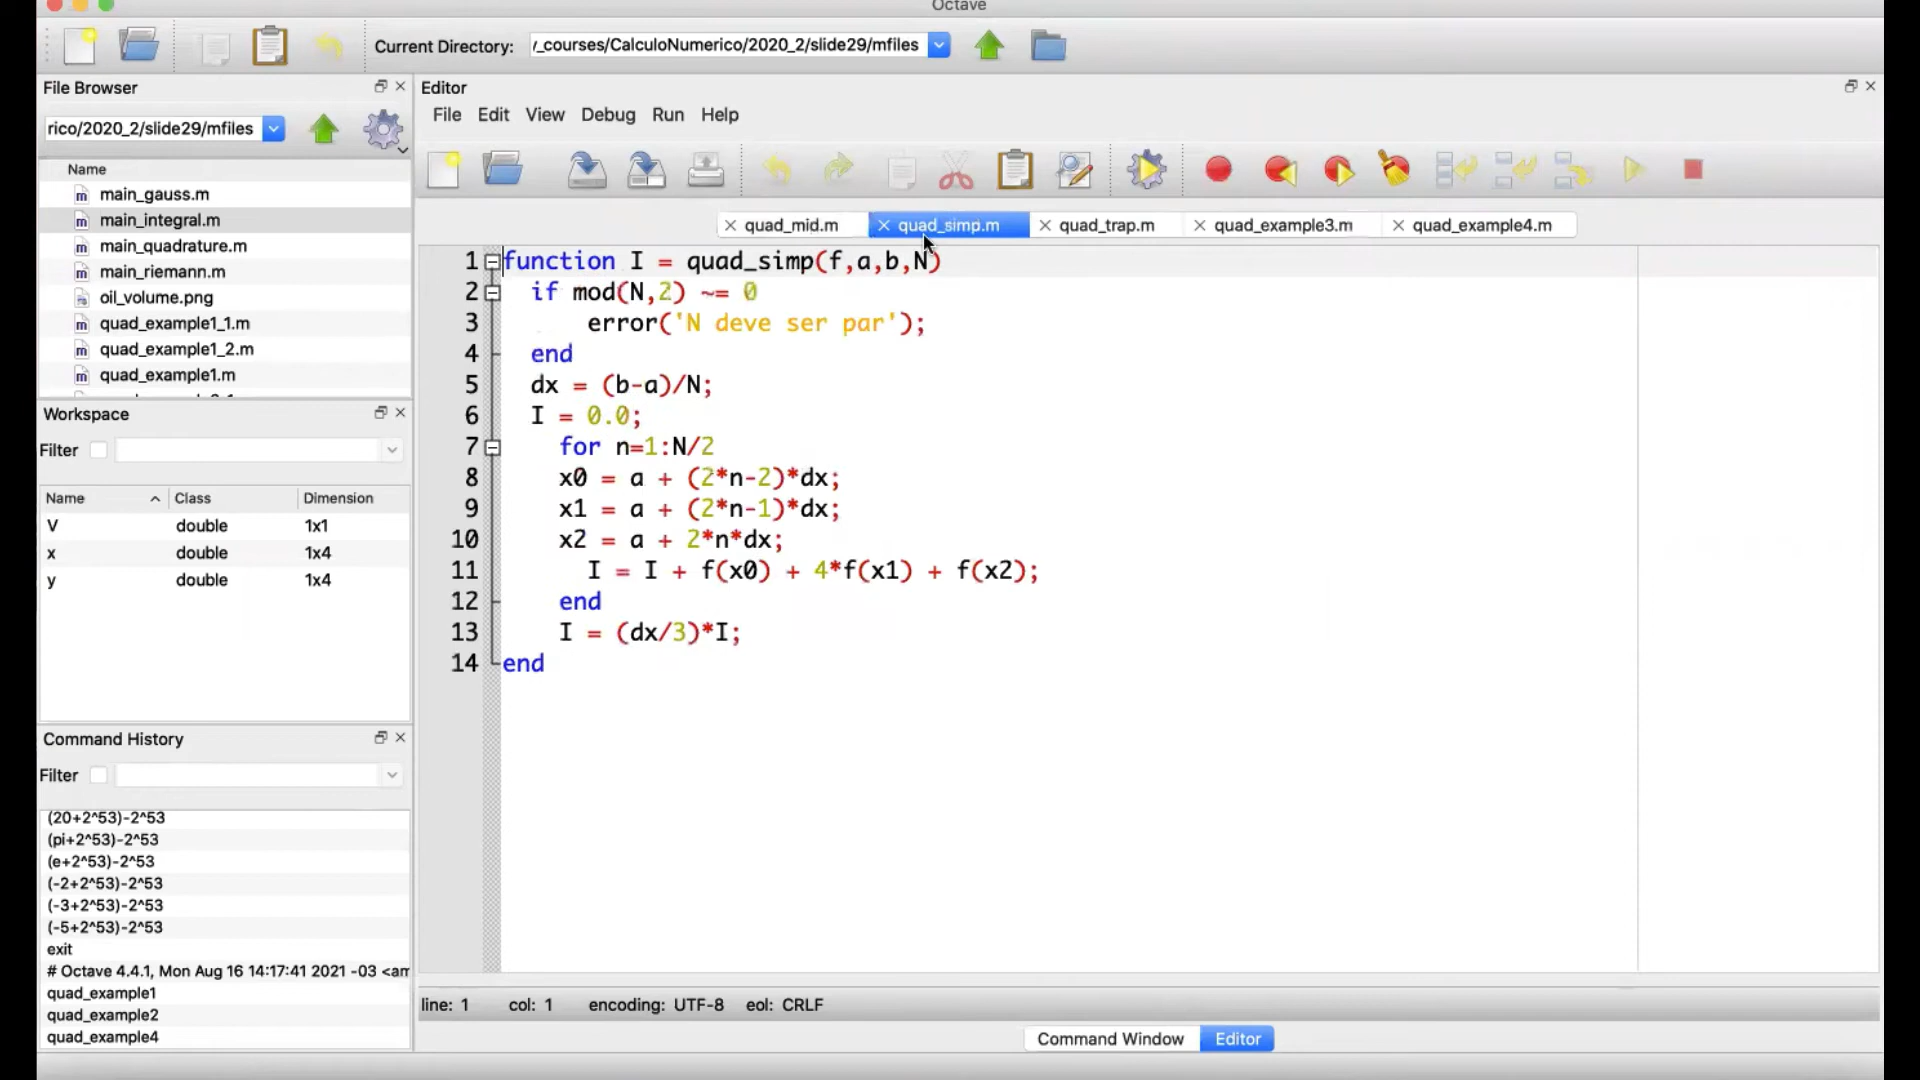 Octave
Current Directory: /_courses/CalculoNumerico/2020_2/slide29/mfiles
File Browser
rico/2020_2/slide29/mfiles
Name
main_gauss.m
main_integral.m
main_quadrature.m
main_riemann.m
oil_volume.png
quad_example1_1.m
quad_example1_2.m
quad_example1.m
Workspace
Filter
Name Class Dimension
V double 1x1
x double 1x4
y double 1x4
Command History
Filter
(20+2^53)-2^53
(pi+2^53)-2^53
(e+2^53)-2^53
(-2+2^53)-2^53
(-3+2^53)-2^53
(-5+2^53)-2^53
exit
# Octave 4.4.1, Mon Aug 16 14:17:41 2021 -03 <am
quad_example1
quad_example2
quad_example4
Editor
File Edit View Debug Run Help
quad_mid.m quad_simp.m quad_trap.m quad_example3.m quad_example4.m
1 function I = quad_simp(f,a,b,N)
2 if mod(N,2) ~= 0
3 error('N deve ser par');
4 end
5 dx = (b-a)/N;
6 I = 0.0;
7 for n=1:N/2
8 x0 = a + (2*n-2)*dx;
9 x1 = a + (2*n-1)*dx;
10 x2 = a + 2*n*dx;
11 I = I + f(x0) + 4*f(x1) + f(x2);
12 end
13 I = (dx/3)*I;
14 end
line: 1 col: 1 encoding: UTF-8 eol: CRLF
Command Window Editor